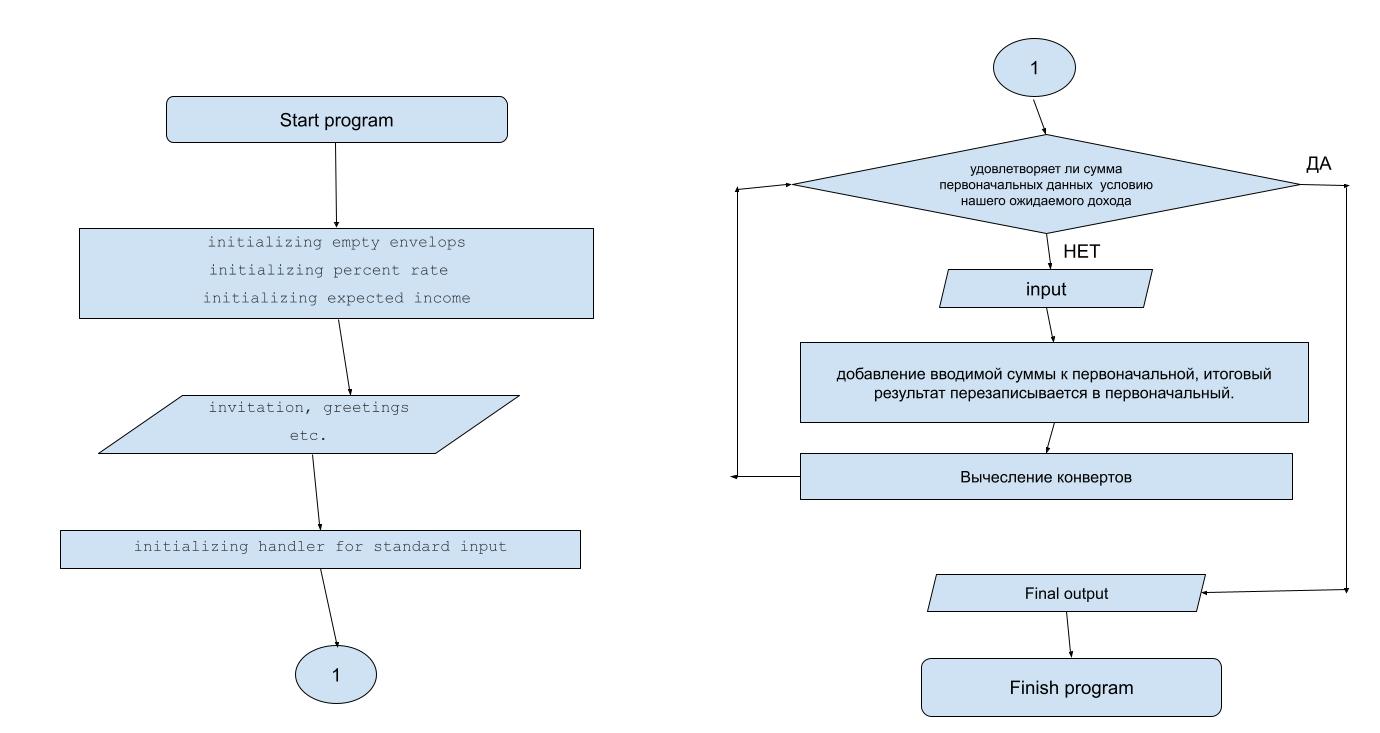 Start program
initializing empty envelops
initializing percent rate
initializing expected income
invitation, greetings
etc.
initializing handler for standard input
1
1
удовлетворяет ли сумма
первоначальных данных условию
нашего ожидаемого дохода
ДА
НЕТ
input
добавление вводимой суммы к первоначальной, итоговый
результат перезаписывается в первоначальный.
Вычесление конвертов
Final output
Finish program